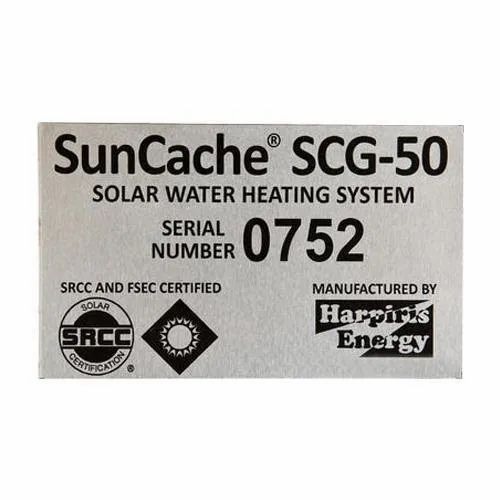 SunCache® SCG-50
SOLAR WATER HEATING SYSTEM
SERIAL
NUMBER 0752
SRCC AND FSEC CERTIFIED
MANUFACTURED BY
SOLAR
SRCC
CERTIFICATION
®
Harpiris
Energy